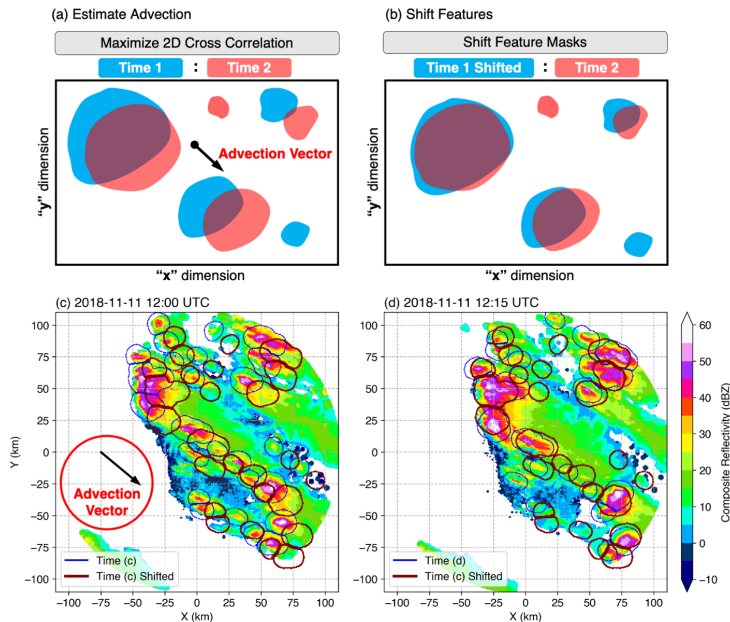 (a) Estimate Advection
(b) Shift Features
Maximize 2D Cross Correlation
Shift Feature Masks
Time 1 : Time 2
Time 1 Shifted : Time 2
"y" dimension
Advection Vector
"x" dimension
"y" dimension
"x" dimension
(c) 2018-11-11 12:00 UTC
(d) 2018-11-11 12:15 UTC
100
75
50
25
0
−25
−50
−75
−100
Y (km)
Advection
Vector
Time (c)
Time (c) Shifted
−100 −75 −50 −25 0 25 50 75 100
X (km)
100
75
50
25
0
−25
−50
−75
−100
Time (d)
Time (c) Shifted
−100 −75 −50 −25 0 25 50 75 100
X (km)
60
50
40
30
20
10
0
−10
Composite Reflectivity (dBZ)